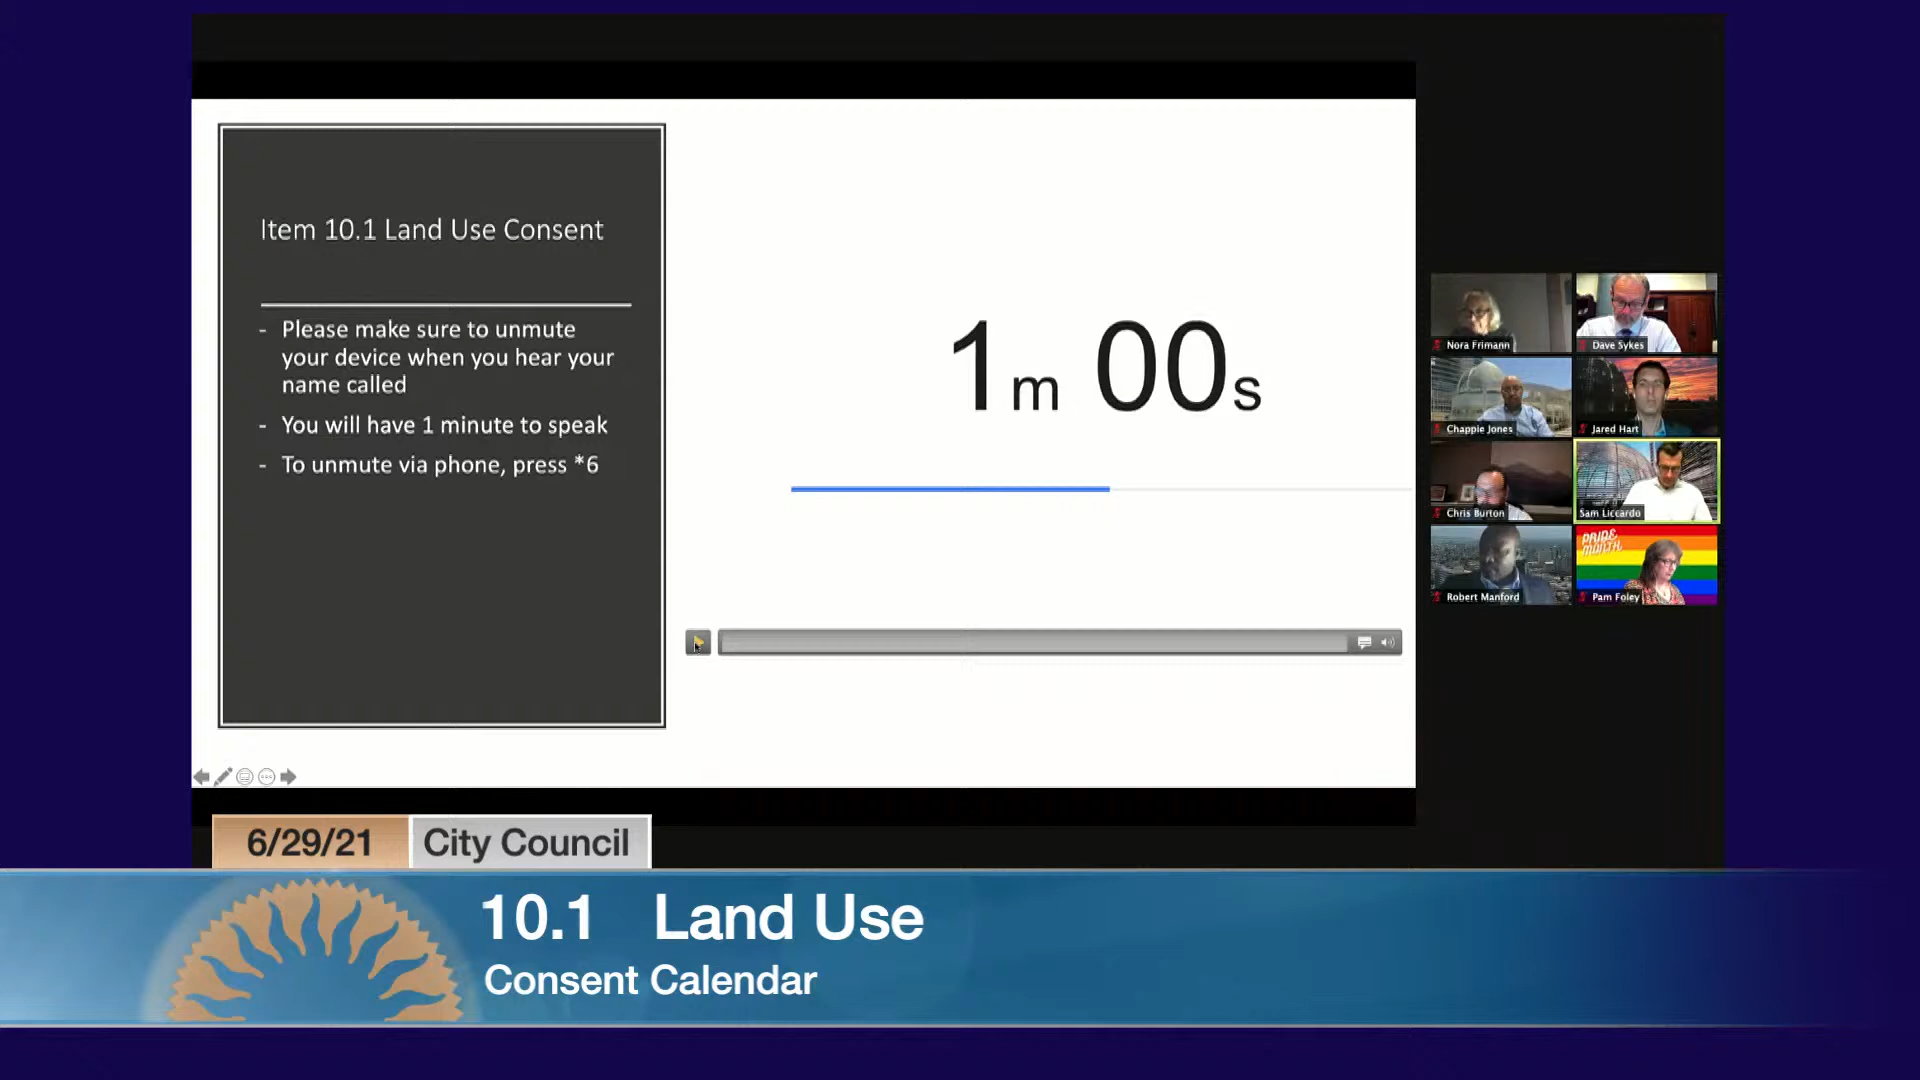 Item 10.1 Land Use Consent
- Please make sure to unmute
your device when you hear your
name called
- You will have 1 minute to speak
- To unmute via phone, press *6
1m 00s
Nora Frimann
Dave Sykes
Chappie Jones
Jared Hart
Chris Burton
Sam Liccardo
PRIDE
MONTH
Robert Manford
Pam Foley
6/29/21 City Council
10.1 Land Use
Consent Calendar